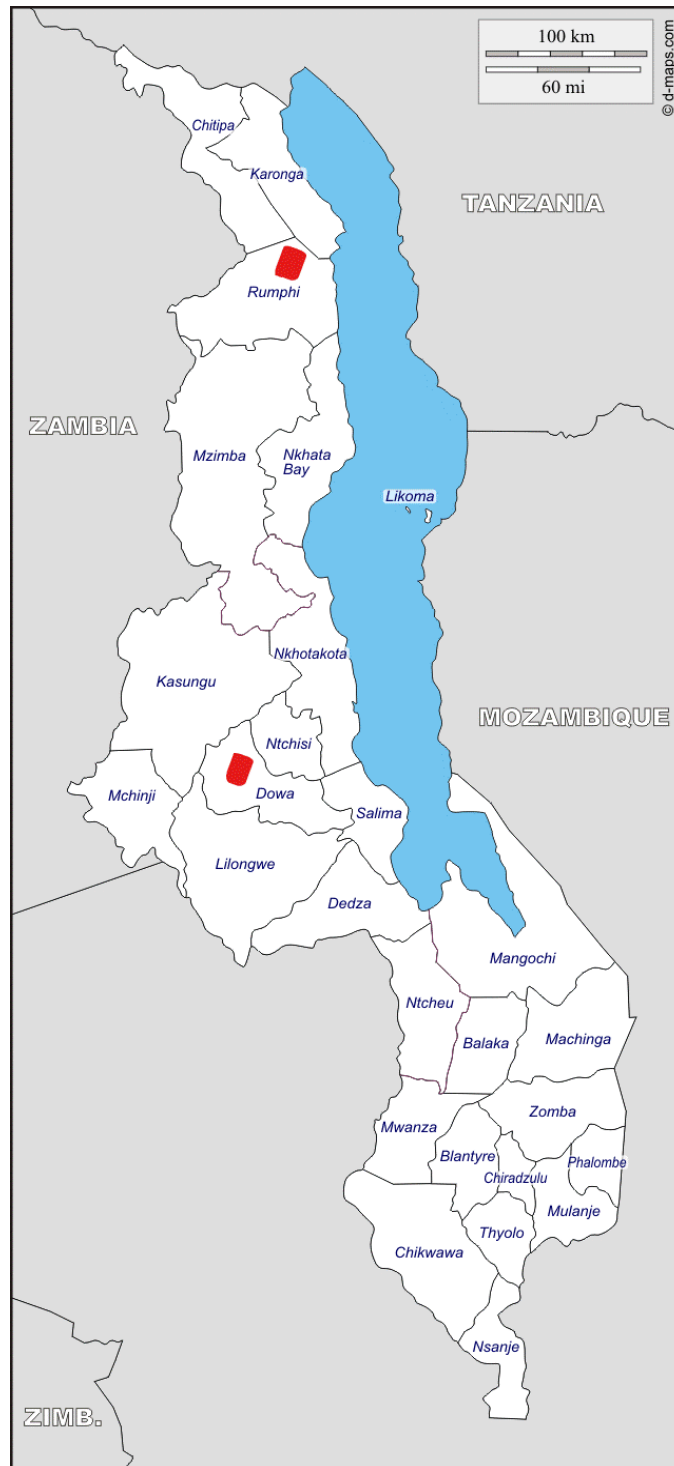 100 km
60 mi
© d-maps.com
Chitipa
Karonga
TANZANIA
Rumphi
ZAMBIA
Mzimba
Nkhata
Bay
Likoma
Nkhotakota
Kasungu
MOZAMBIQUE
Ntchisi
Mchinji
Dowa
Salima
Lilongwe
Dedza
Mangochi
Ntcheu
Balaka
Machinga
Zomba
Mwanza
Blantyre
Phalombe
Chiradzulu
Mulanje
Thyolo
Chikwawa
Nsanje
ZIMB.